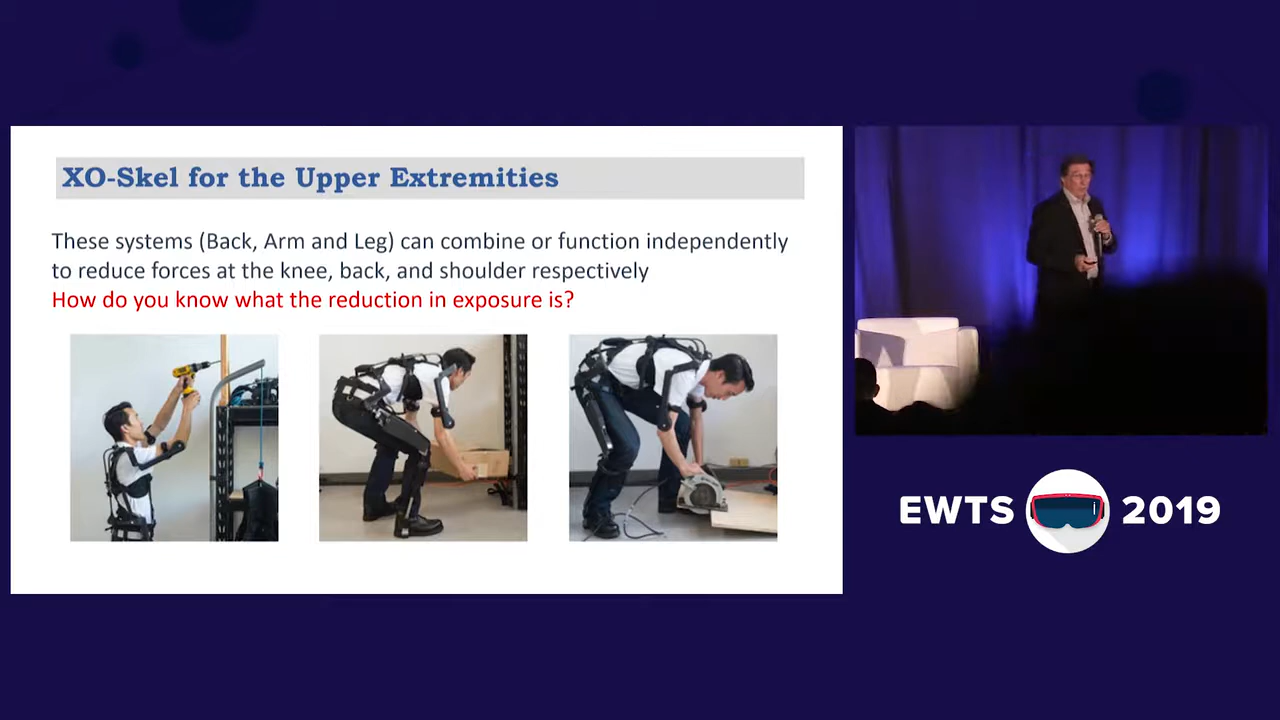 XO-Skel for the Upper Extremities
These systems (Back, Arm and Leg) can combine or function independently
to reduce forces at the knee, back, and shoulder respectively
How do you know what the reduction in exposure is?
EWTS 2019